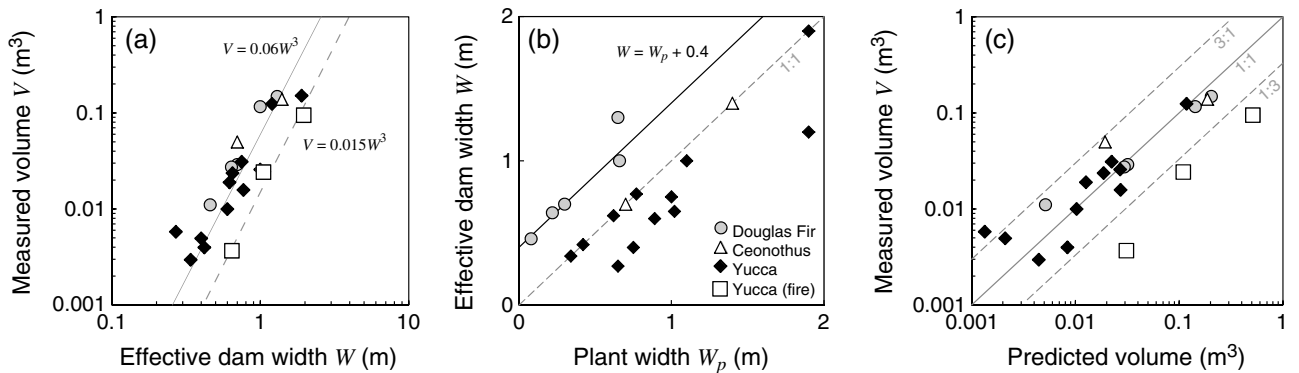 (a)
V = 0.06W³
V = 0.015W³
Measured volume V (m³)
1
0.1
0.01
0.001
0.1
1
10
Effective dam width W (m)
(b)
W = Wₚ + 0.4
1:1
Effective dam width W (m)
2
1
0
0
1
2
Plant width Wₚ (m)
Douglas Fir
Ceonothus
Yucca
Yucca (fire)
(c)
3:1
1:1
1:3
Measured volume V (m³)
1
0.1
0.01
0.001
0.001
0.01
0.1
1
Predicted volume (m³)